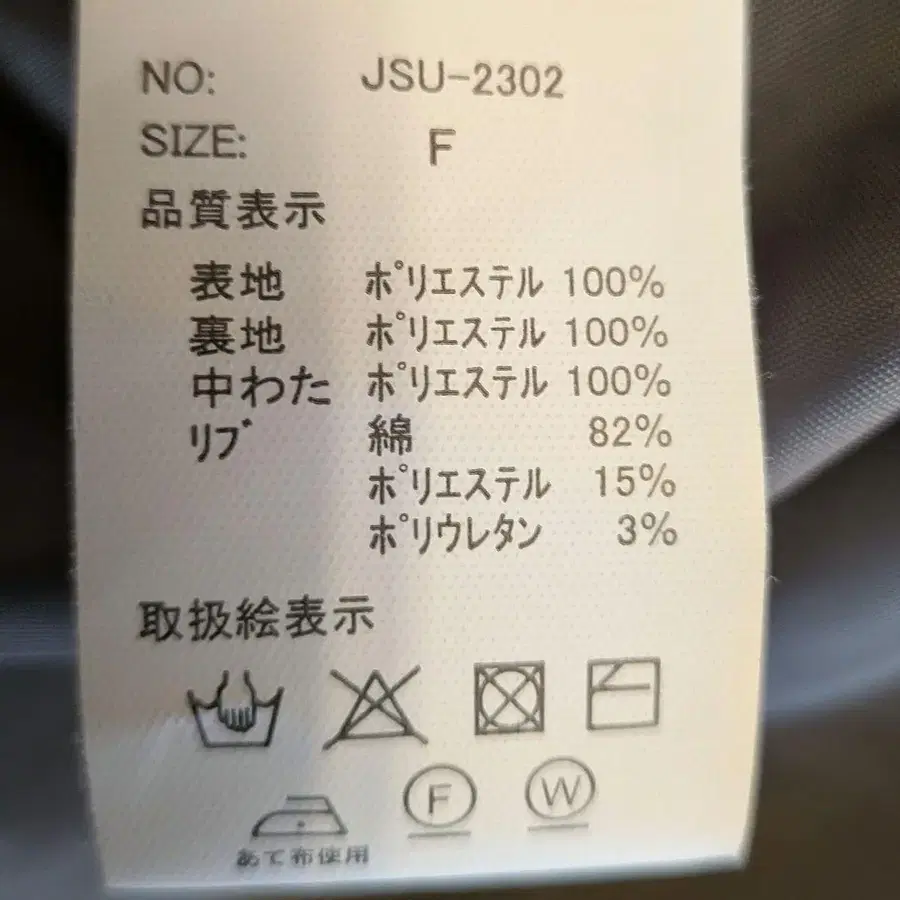 NO: JSU-2302
SIZE: F
品質表示
表地 ポリエステル 100%
裏地 ポリエステル 100%
中わた ポリエステル 100%
リブ 綿 82%
ポリエステル 15%
ポリウレタン 3%
取扱絵表示
F W
あて布使用